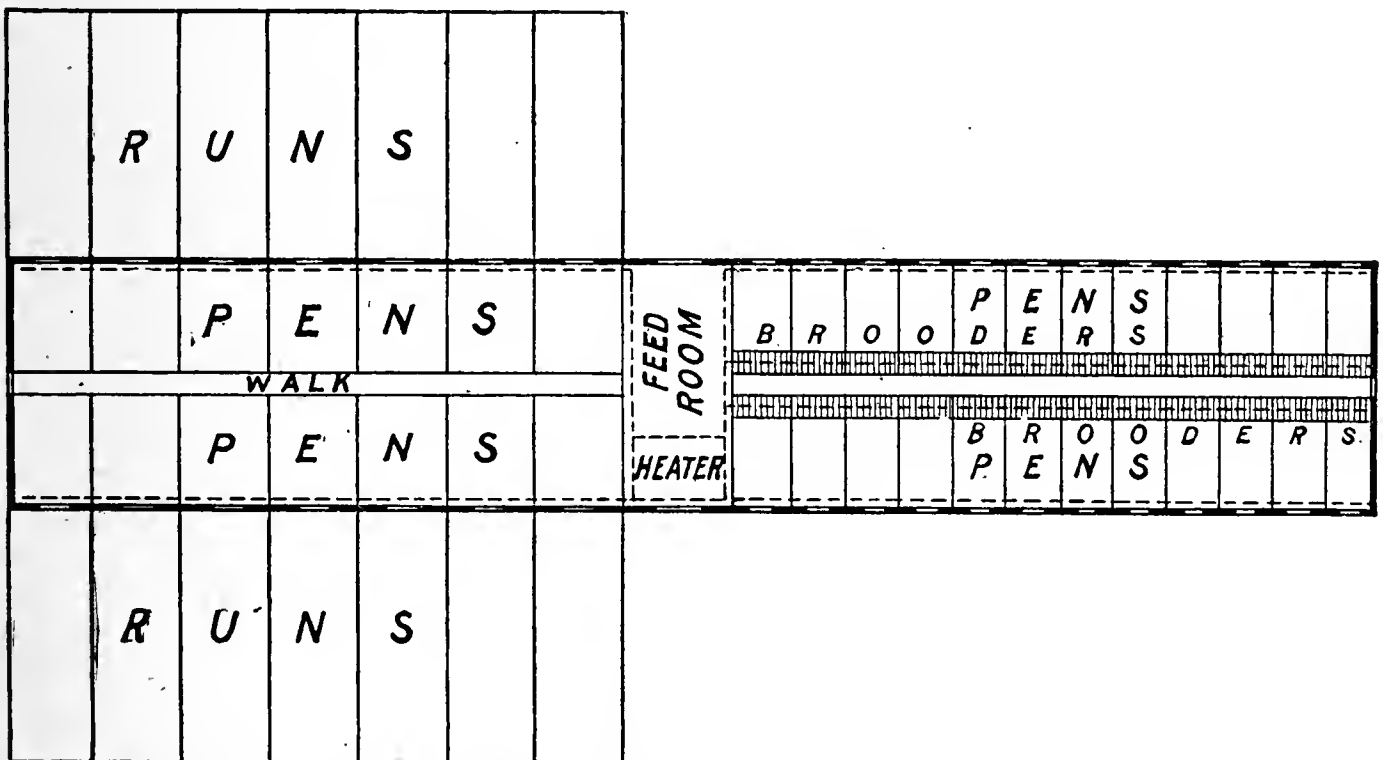 RUNS
PENS
WALK
PENS
RUNS
FEED
ROOM
HEATER
PENS
BROODERS
BROODERS.
PENS